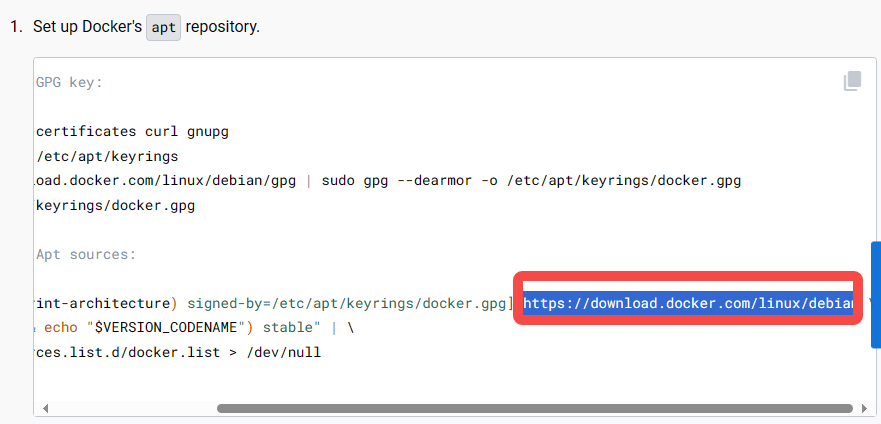 1. Set up Docker's apt repository.
GPG key:
certificates curl gnupg
/etc/apt/keyrings
oad.docker.com/linux/debian/gpg | sudo gpg --dearmor -o /etc/apt/keyrings/docker.gpg
keyrings/docker.gpg
Apt sources:
int-architecture) signed-by=/etc/apt/keyrings/docker.gpg] https://download.docker.com/linux/debian \
echo "$VERSION_CODENAME") stable" | \
ces.list.d/docker.list > /dev/null